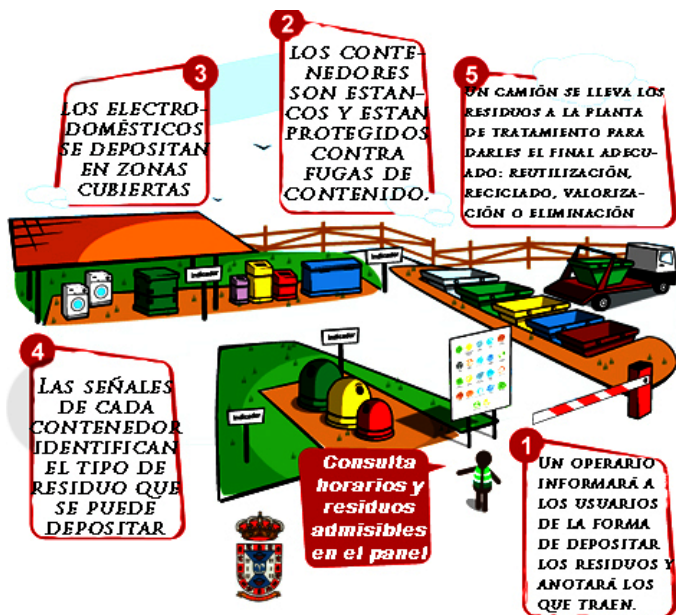 2
LOS CONTE-
NEDORES
SON ESTAN-
COS Y ESTAN
PROTEGIDOS
CONTRA
FUGAS DE
CONTENIDO.
3
LOS ELECTRO-
DOMÉSTICOS
SE DEPOSITAN
EN ZONAS
CUBIERTAS
5
UN CAMIÓN SE LLEVA LOS
RESIDUOS A LA PLANTA
DE TRATAMIENTO PARA
DARLES EL FINAL ADECU-
ADO: REUTILIZACIÓN,
RECICLADO, VALORIZA-
CIÓN O ELIMINACIÓN
Indicador
Indicador
Indicador
Indicador
4
LAS SEÑALES
DE CADA
CONTENEDOR
IDENTIFICAN
EL TIPO DE
RESIDUO QUE
SE PUEDE
DEPOSITAR
Consulta
horarios y
residuos
admisibles
en el panel
1
UN OPERARIO
INFORMARÁ A
LOS USUARIOS
DE LA FORMA
DE DEPOSITAR
LOS RESIDUOS Y
ANOTARÁ LOS
QUE TRAEN.